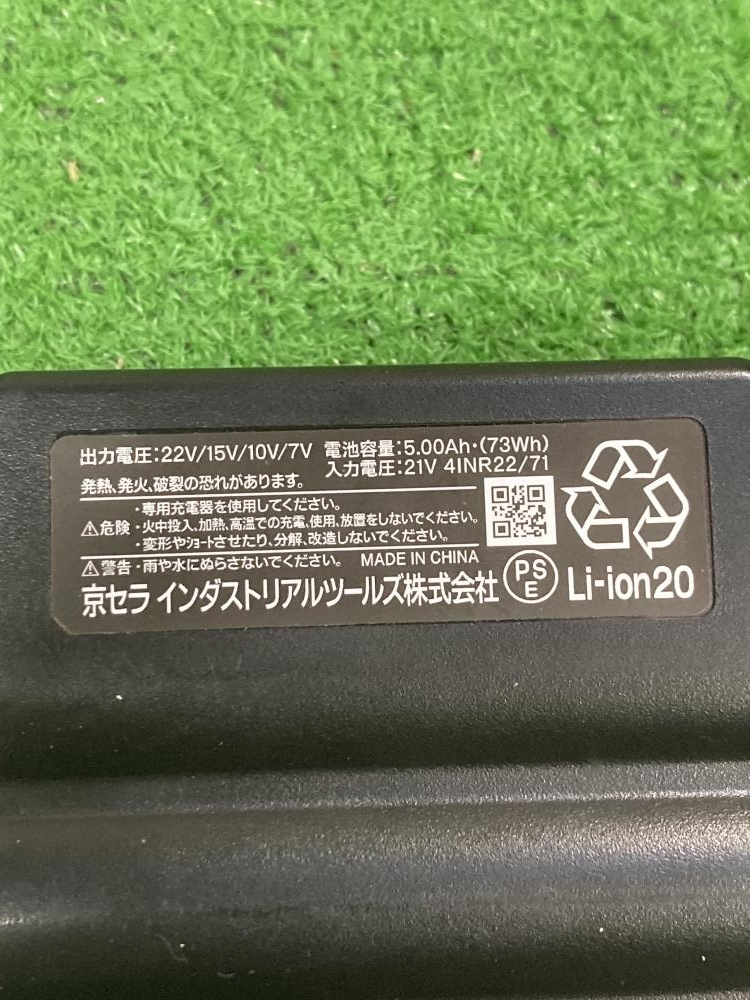 出力電圧:22V/15V/10V/7V 電池容量:5.00Ah・(73Wh)
入力電圧:21V 4INR22/71
発熱、発火、破裂の恐れがあります。
⚠危険
・専用充電器を使用してください。
・火中投入、加熱、高温での充電、使用、放置をしないでください。
・変形やショートさせたり、分解、改造しないでください。
⚠警告・雨や水にぬらさないでください。 MADE IN CHINA
京セラ インダストリアルツールズ株式会社
PS
E
Li-ion20